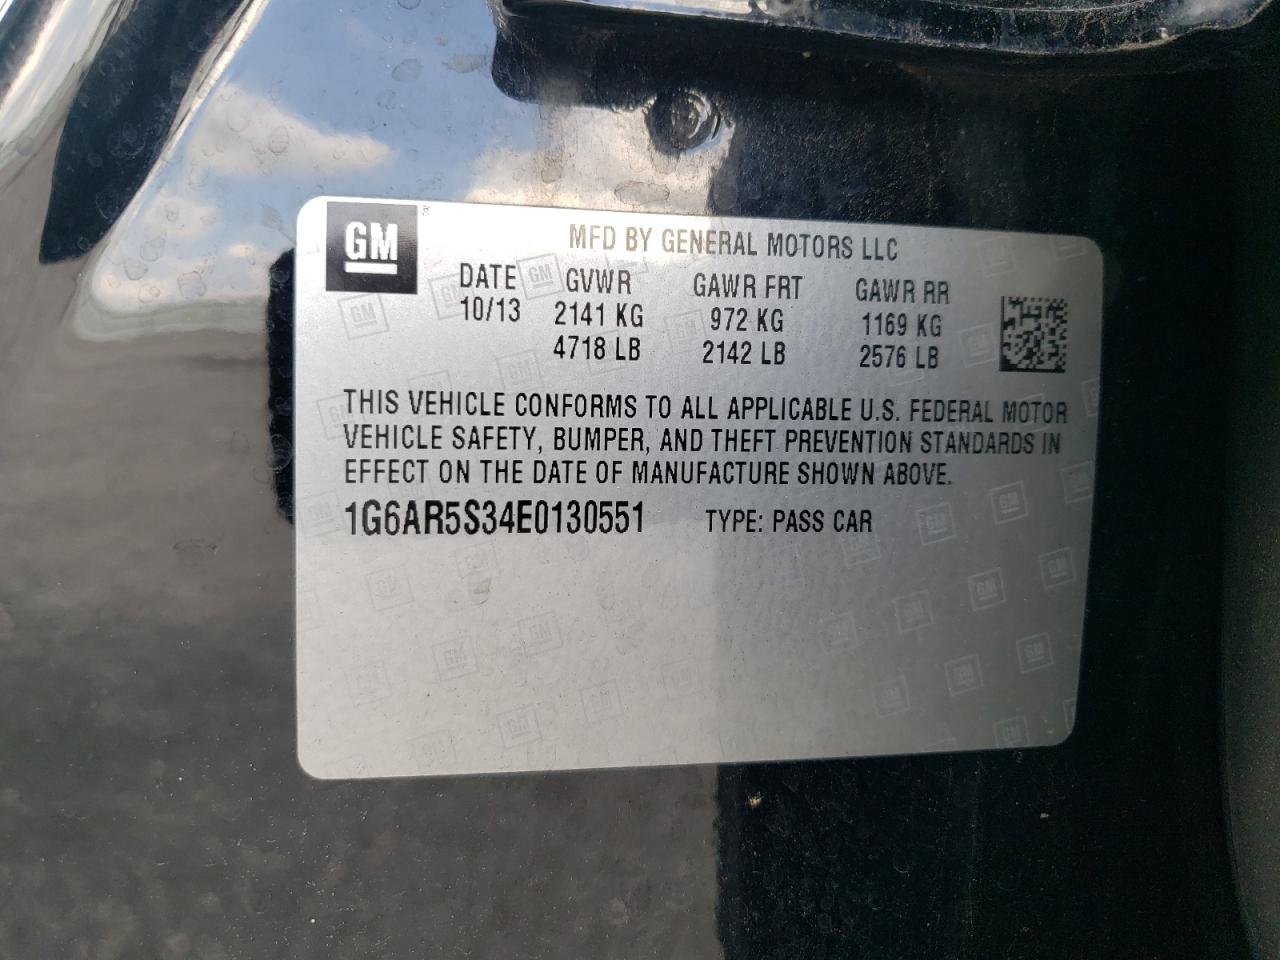 GM
MFD BY GENERAL MOTORS LLC
DATE GVWR GAWR FRT GAWR RR
10/13 2141 KG 972 KG 1169 KG
4718 LB 2142 LB 2576 LB
THIS VEHICLE CONFORMS TO ALL APPLICABLE U.S. FEDERAL MOTOR
VEHICLE SAFETY, BUMPER, AND THEFT PREVENTION STANDARDS IN
EFFECT ON THE DATE OF MANUFACTURE SHOWN ABOVE.
1G6AR5S34E0130551 TYPE: PASS CAR